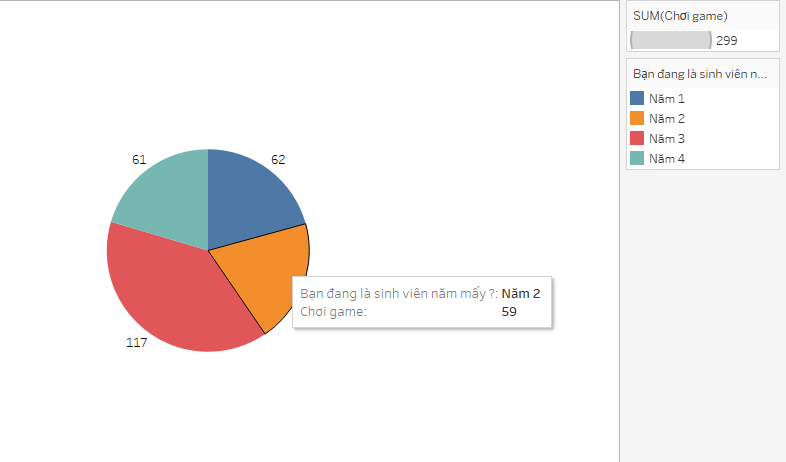 SUM(Chơi game)
299
Bạn đang là sinh viên n...
Năm 1
Năm 2
Năm 3
Năm 4
61
62
Bạn đang là sinh viên năm mấy ?: Năm 2
Chơi game: 59
117